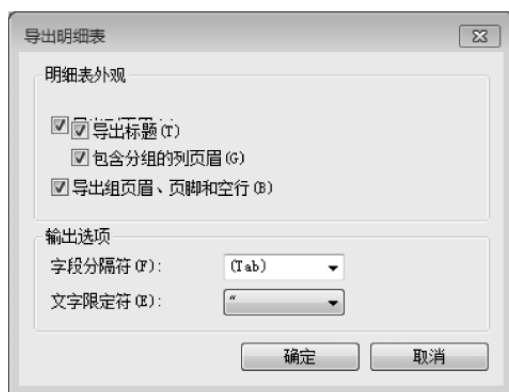 导出明细表
明细表外观
导出标题(T)
包含分组的列页眉(G)
导出组页眉、页脚和空行(B)
输出选项
字段分隔符(F):
(Tab)
文字限定符(E):
"
确定
取消